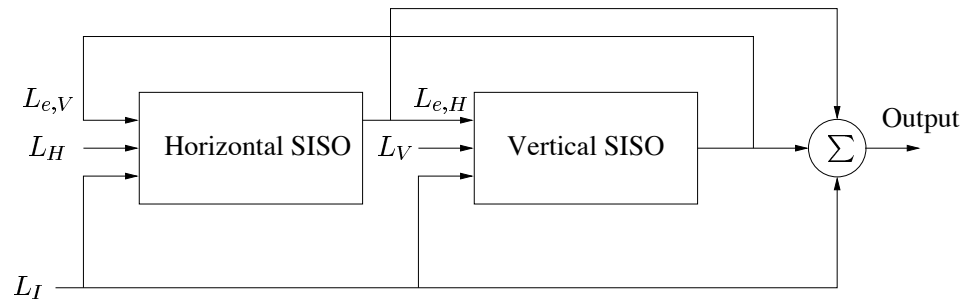 L_{e,V}
L_H
L_I
Horizontal SISO
L_{e,H}
L_V
Vertical SISO
Σ
Output